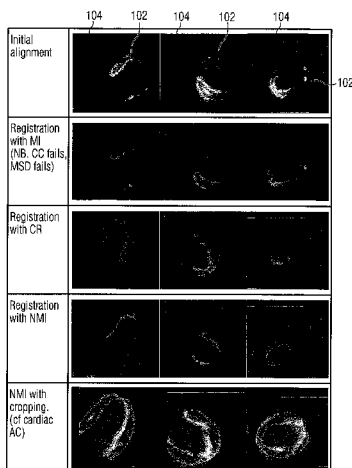 104 102 104 102 104
102
Initial
alignment
Registration
with MI
(NB. CC fails,
MSD fails)
Registration
with CR
Registration
with NMI
NMI with
cropping.
(cf cardiac
AC)